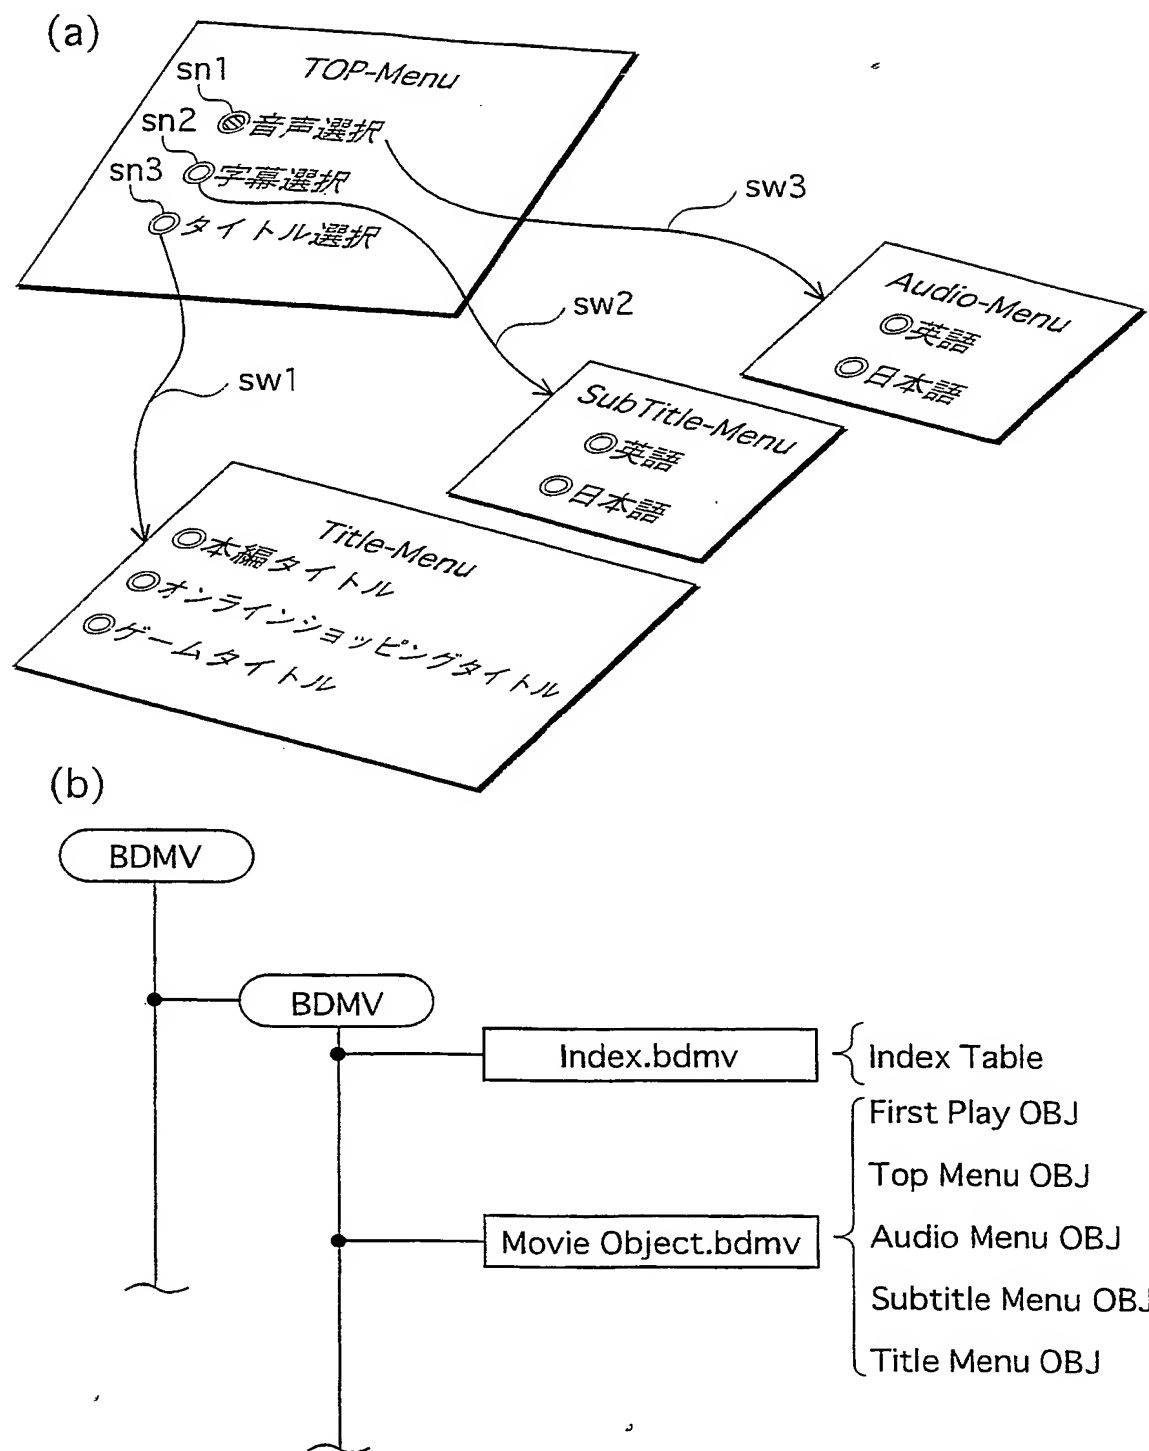 (a)
TOP-Menu
sn1
音声選択
sn2
字幕選択
sn3
タイトル選択
sw3
sw2
sw1
Audio-Menu
英語
日本語
SubTitle-Menu
英語
日本語
Title-Menu
本編タイトル
オンラインショッピングタイトル
ゲームタイトル
(b)
BDMV
BDMV
Index.bdmv
Index Table
Movie Object.bdmv
First Play OBJ
Top Menu OBJ
Audio Menu OBJ
Subtitle Menu OBJ
Title Menu OBJ